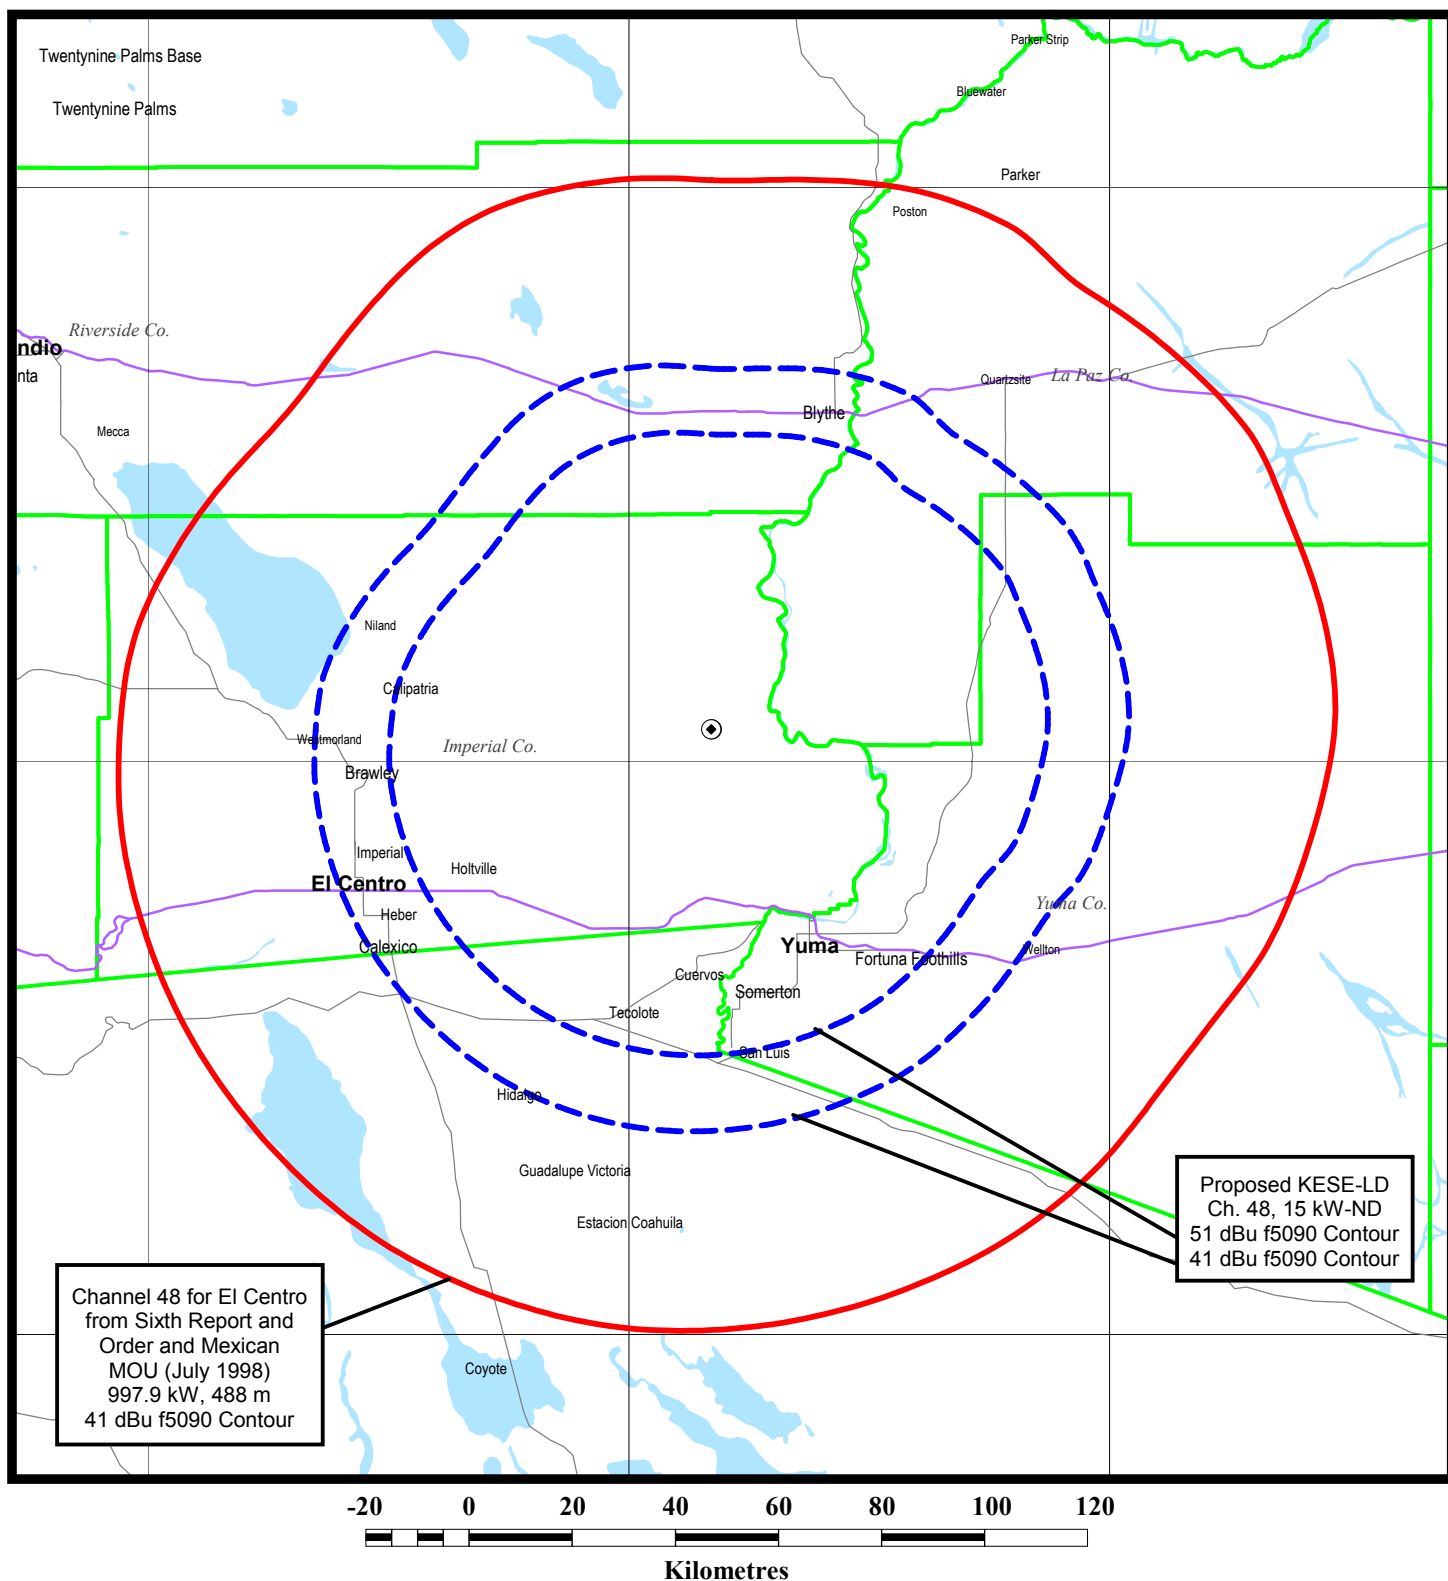 Parker Strip
Twentynine Palms Base
Bluewater
Twentynine Palms
Parker
Poston
Riverside Co.
ndio
nta
Quartzsite
La Paz Co.
Blythe
Mecca
Niland
Calipatria
Westmorland
Imperial Co.
Brawley
Imperial
Holtville
El Centro
Heber
Yuma Co.
Calexico
Yuma
Fortuna Foothills
Wellton
Cuervos
Somerton
Tecolote
San Luis
Hidalgo
Guadalupe Victoria
Estacion Coahuila
Proposed KESE-LD
Ch. 48, 15 kW-ND
51 dBu f5090 Contour
41 dBu f5090 Contour
Channel 48 for El Centro
from Sixth Report and
Order and Mexican
MOU (July 1998)
997.9 kW, 488 m
41 dBu f5090 Contour
Coyote
-20 0 20 40 60 80 100 120
Kilometres